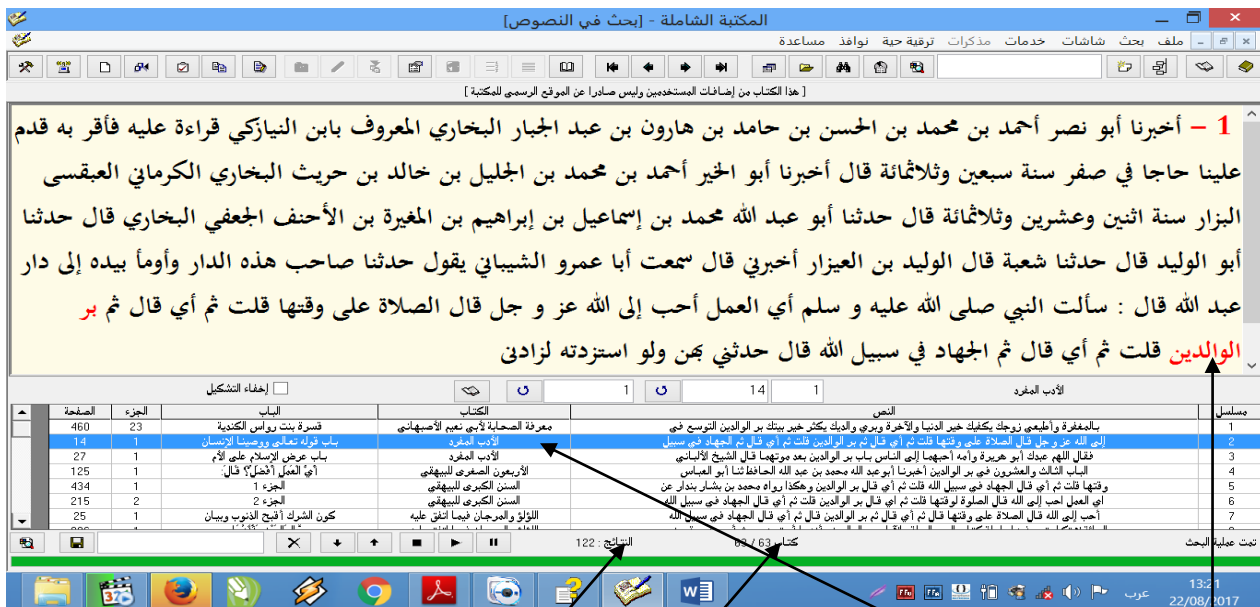 المكتبة الشاملة - [بحث في النصوص]
ملف بحث شاشات خدمات مذكرات ترقية حية نوافذ مساعدة
[ هذا الكتاب من إضافات المستخدمين وليس صادرا عن الموقع الرسمي للمكتبة ]
1 – أخبرنا أبو نصر أحمد بن محمد بن الحسن بن حامد بن هارون بن عبد الجبار البخاري المعروف بابن النيازكي قراءة عليه فأقر به قدم
علينا حاجا في صفر سنة سبعين وثلاثمائة قال أخبرنا أبو الخير أحمد بن محمد بن الجليل بن خالد بن حريث البخاري الكرماني العبقسى
البزار سنة اثنين وعشرين وثلاثمائة قال حدثنا أبو عبد الله محمد بن إسماعيل بن إبراهيم بن المغيرة بن الأحنف الجعفي البخاري قال حدثنا
أبو الوليد قال حدثنا شعبة قال الوليد بن العيزار أخبرني قال سمعت أبا عمرو الشيباني يقول حدثنا صاحب هذه الدار وأومأ بيده إلى دار
عبد الله قال : سألت النبي صلى الله عليه و سلم أي العمل أحب إلى الله عز و جل قال الصلاة على وقتها قلت ثم أي قال ثم بر
الوالدين قلت ثم أي قال ثم الجهاد في سبيل الله قال حدثني بهن ولو استزدته لزادنى
الأدب المفرد 1 14 1 إخفاء التشكيل
مسلسل النص الكتاب الباب الجزء الصفحة
1 بالمغفرة وأطيعي زوجك يكفيك خير الدنيا والآخرة وبري والديك يكثر خير بيتك بر الوالدين التوسع في معرفة الصحابة لأبي نعيم الأصبهاني قسرة بنت رواس الكندية 23 460
2 إلى الله عز و جل قال الصلاة على وقتها قلت ثم أي قال ثم بر الوالدين قلت ثم أي قال ثم الجهاد في سبيل الأدب المفرد باب قوله تعالى ووصينا الإنسان 1 14
3 فقال اللهم عبدك أبو هريرة وأمه أحبهما إلى الناس باب بر الوالدين بعد موتهما قال الشيخ الألباني الأدب المفرد باب عرض الإسلام على الأم 1 27
4 الباب الثالث والعشرون في بر الوالدين أخبرنا أبو عبد الله محمد بن عبد الله الحافظ ثنا أبو العباس الأربعون الصغرى للبيهقي أيُّ العَمَلِ أَفْضَلُ؟ قَالَ: 1 125
5 وقتها قلت ثم أي قال الجهاد في سبيل الله قلت ثم أي قال بر الوالدين وهكذا رواه محمد بن بشار بندار عن السنن الكبرى للبيهقي الجزء 1 1 434
6 اي العمل احب إلى الله قال الصلوة لوقتها قلت ثم اي قال بر الوالدين قلت ثم أي قال الجهاد في سبيل الله السنن الكبرى للبيهقي الجزء 2 2 215
7 أحب إلى الله قال الصلاة على وقتها قال ثم أي قال ثم بر الوالدين قال ثم أي قال الجهاد في سبيل الله اللؤلؤ والمرجان فيما اتفق عليه كون الشرك أقبح الذنوب وبيان 1 25
تمت عملية البحث كتاب 63 / 63 النتائج : 122
326 عرب 13:21
22/08/2017